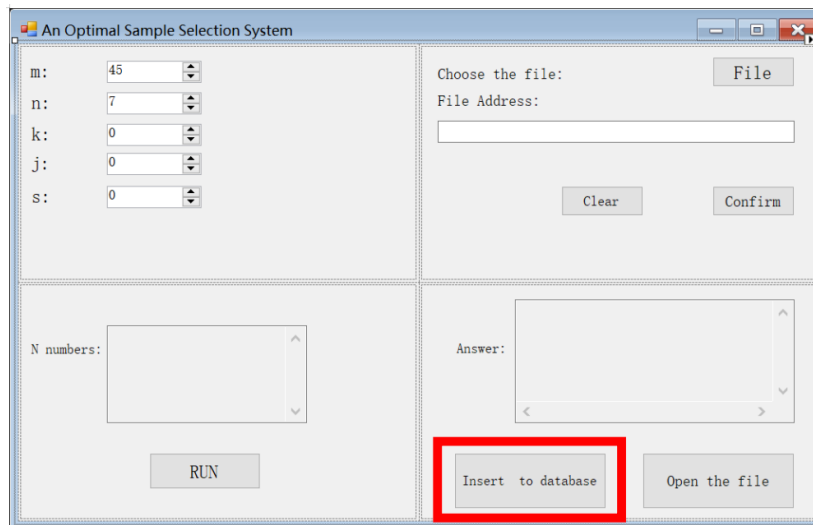 An Optimal Sample Selection System
m: 45
n: 7
k: 0
j: 0
s: 0
Choose the file: File
File Address:
Clear Confirm
N numbers:
RUN
Answer:
Insert to database Open the file